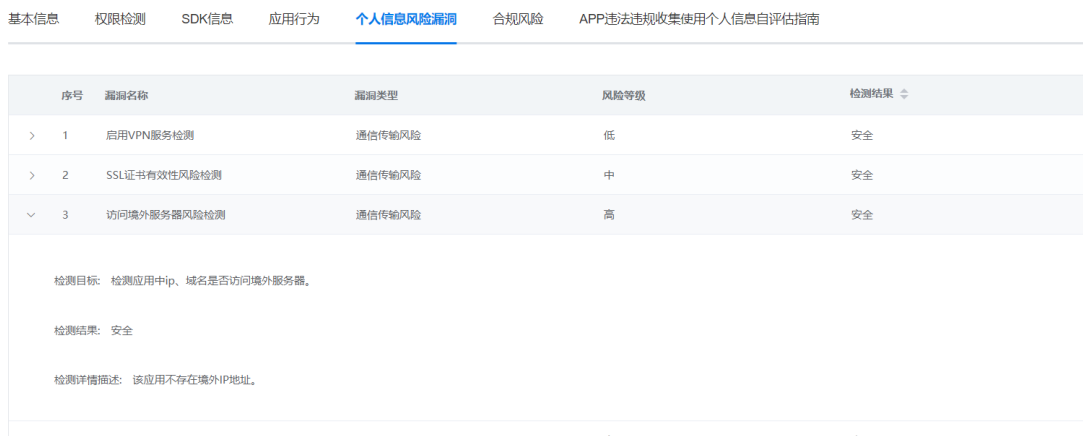 基本信息 权限检测 SDK信息 应用行为 个人信息风险漏洞 合规风险 APP违法违规收集使用个人信息自评估指南
序号 漏洞名称 漏洞类型 风险等级 检测结果
1 启用VPN服务检测 通信传输风险 低 安全
2 SSL证书有效性风险检测 通信传输风险 中 安全
3 访问境外服务器风险检测 通信传输风险 高 安全
检测目标: 检测应用中ip、域名是否访问境外服务器。
检测结果: 安全
检测详情描述: 该应用不存在境外IP地址。